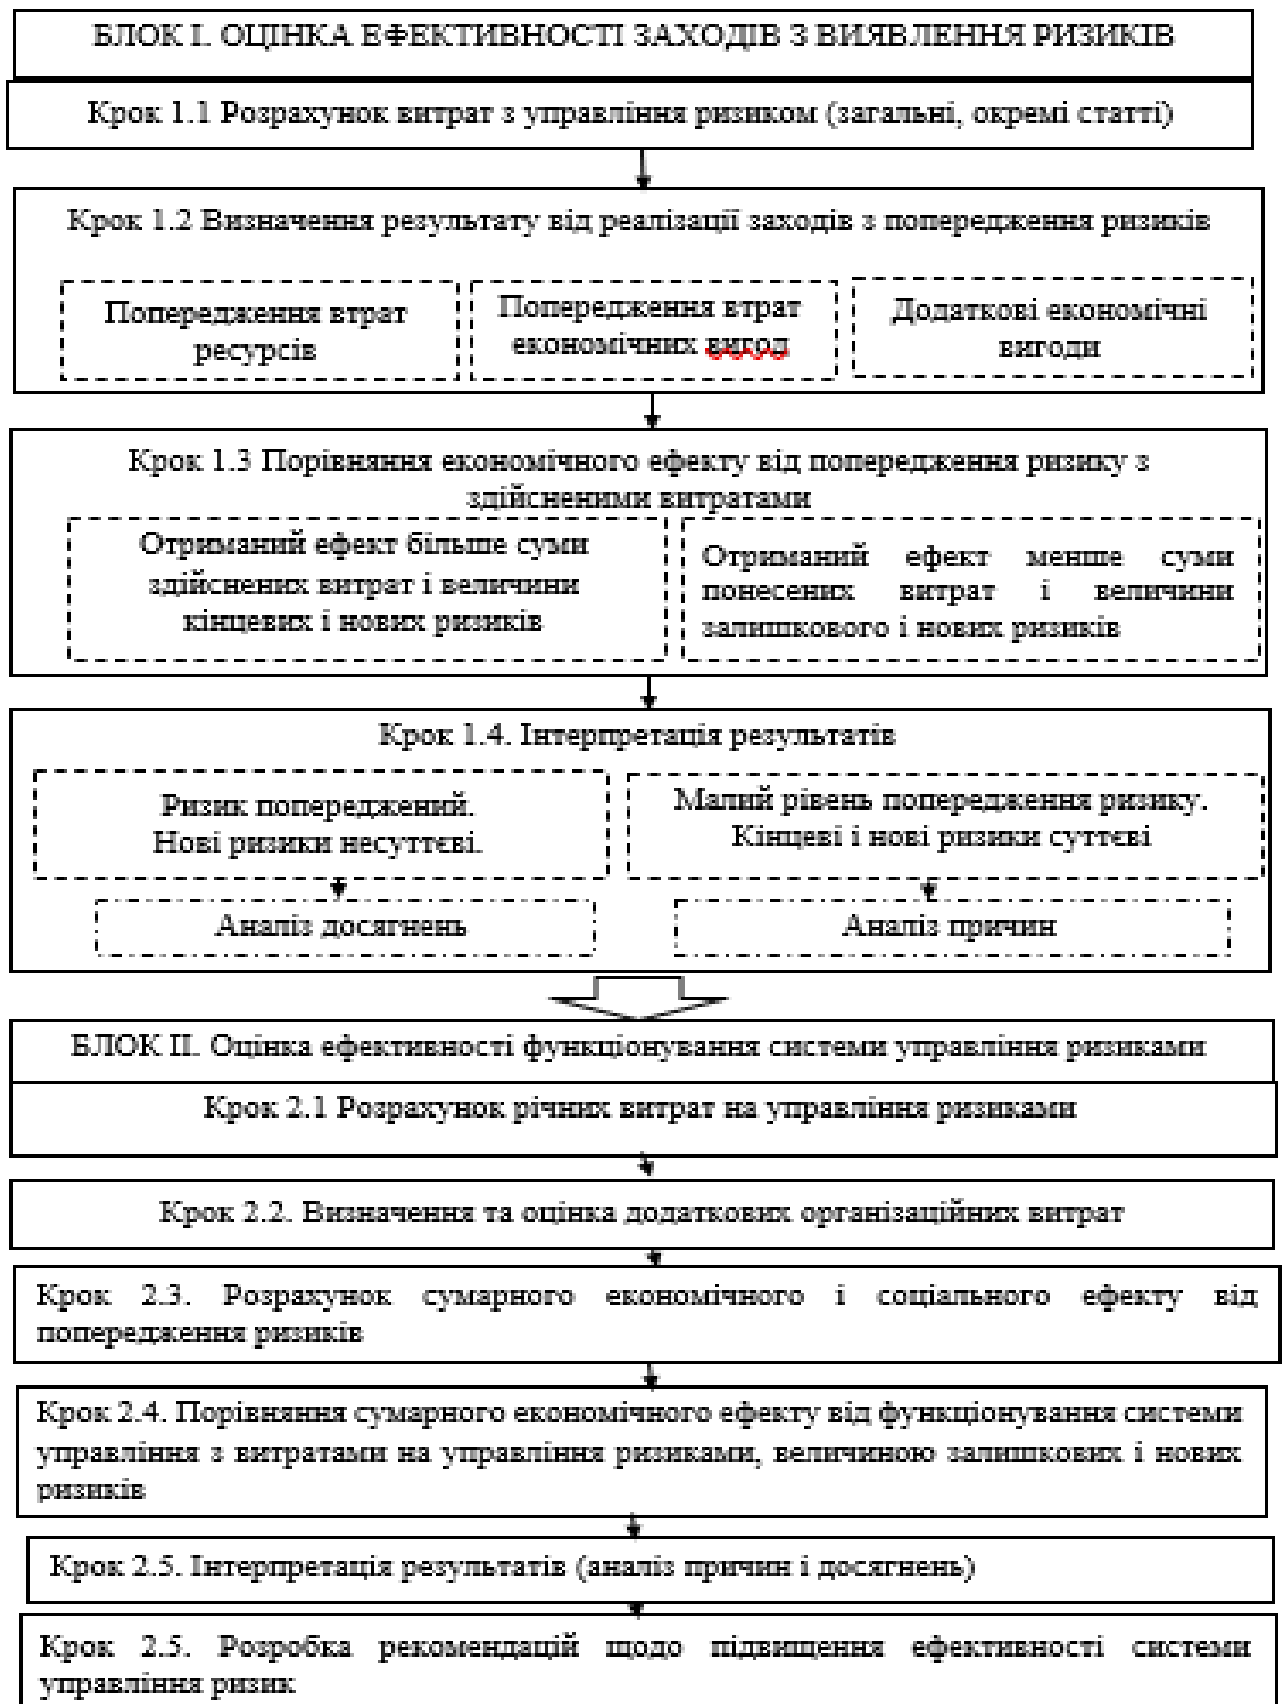 БЛОК І. ОЦІНКА ЕФЕКТИВНОСТІ ЗАХОДІВ З ВИЯВЛЕННЯ РИЗИКІВ
Крок 1.1 Розрахунок витрат з управління ризиком (загальні, окремі статті)
Крок 1.2 Визначення результату від реалізації заходів з попередження ризиків
Попередження втрат
ресурсів
Попередження втрат
економічних вигод
Додаткові економічні
вигоди
Крок 1.3 Порівняння економічного ефекту від попередження ризику з
здійсненими витратами
Отриманий ефект більше суми
здійснених витрат і величини
кінцевих і нових ризиків
Отриманий ефект менше суми
понесених витрат і величини
залишкового і нових ризиків
Крок 1.4. Інтерпретація результатів
Ризик попереджений.
Нові ризики несуттєві.
Малий рівень попередження ризику.
Кінцеві і нові ризики суттєві
Аналіз досягнень
Аналіз причин
БЛОК ІІ. Оцінка ефективності функціонування системи управління ризиками
Крок 2.1 Розрахунок річних витрат на управління ризиками
Крок 2.2. Визначення та оцінка додаткових організаційних витрат
Крок 2.3. Розрахунок сумарного економічного і соціального ефекту від
попередження ризиків
Крок 2.4. Порівняння сумарного економічного ефекту від функціонування системи
управління з витратами на управління ризиками, величиною залишкових і нових
ризиків
Крок 2.5. Інтерпретація результатів (аналіз причин і досягнень)
Крок 2.5. Розробка рекомендацій щодо підвищення ефективності системи
управління ризик